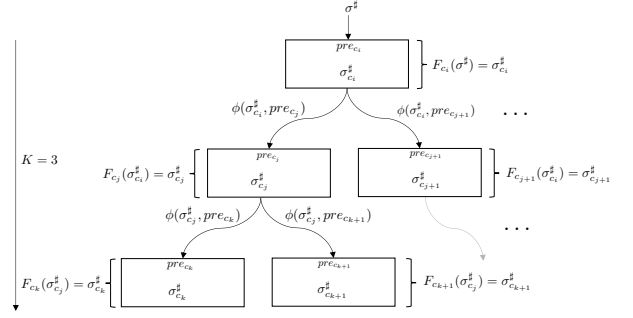 σ♯
pre_{c_i}
σ♯_{c_i}
F_{c_i}(σ♯) = σ♯_{c_i}
ϕ(σ♯_{c_i}, pre_{c_j})
ϕ(σ♯_{c_i}, pre_{c_{j+1}})
. . .
K = 3
F_{c_j}(σ♯_{c_i}) = σ♯_{c_j}
pre_{c_j}
σ♯_{c_j}
pre_{c_{j+1}}
σ♯_{c_{j+1}}
F_{c_{j+1}}(σ♯_{c_i}) = σ♯_{c_{j+1}}
ϕ(σ♯_{c_j}, pre_{c_k})
ϕ(σ♯_{c_j}, pre_{c_{k+1}})
. . .
F_{c_k}(σ♯_{c_j}) = σ♯_{c_k}
pre_{c_k}
σ♯_{c_k}
pre_{c_{k+1}}
σ♯_{c_{k+1}}
F_{c_{k+1}}(σ♯_{c_j}) = σ♯_{c_{k+1}}